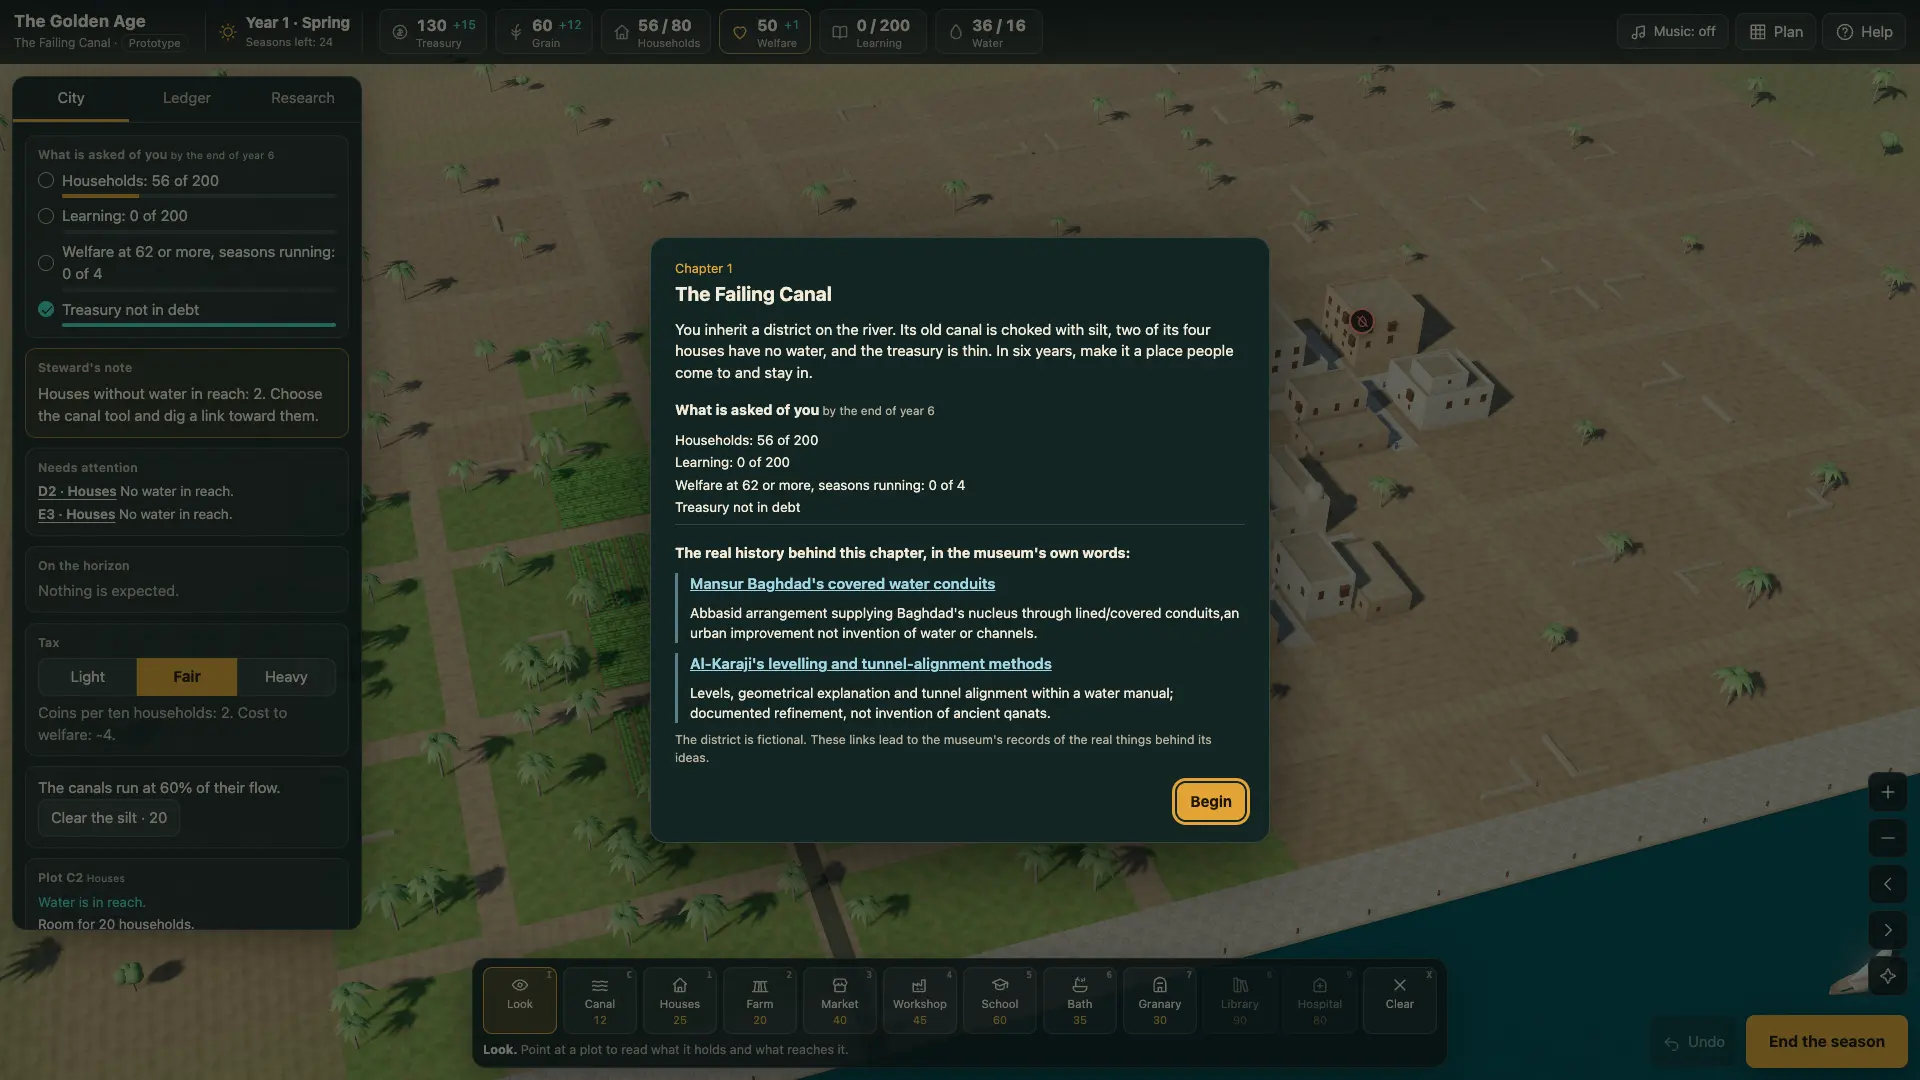 The Golden Age
The Failing Canal · Prototype
Year 1 · Spring
Seasons left: 24
130 +15
Treasury
60 +12
Grain
56 / 80
Households
50 +1
Welfare
0 / 200
Learning
36 / 16
Water
Music: off
Plan
Help
City
Ledger
Research
What is asked of you by the end of year 6
Households: 56 of 200
Learning: 0 of 200
Welfare at 62 or more, seasons running:
0 of 4
Treasury not in debt
Steward's note
Houses without water in reach: 2. Choose
the canal tool and dig a link toward them.
Needs attention
D2 · Houses No water in reach.
E3 · Houses No water in reach.
On the horizon
Nothing is expected.
Tax
Light
Fair
Heavy
Coins per ten households: 2. Cost to
welfare: -4.
The canals run at 60% of their flow.
Clear the silt · 20
Plot C2 Houses
Water is in reach.
Room for 20 households.
Chapter 1
The Failing Canal
You inherit a district on the river. Its old canal is choked with silt, two of its four
houses have no water, and the treasury is thin. In six years, make it a place people
come to and stay in.
What is asked of you by the end of year 6
Households: 56 of 200
Learning: 0 of 200
Welfare at 62 or more, seasons running: 0 of 4
Treasury not in debt
The real history behind this chapter, in the museum's own words:
Mansur Baghdad's covered water conduits
Abbasid arrangement supplying Baghdad's nucleus through lined/covered conduits,an
urban improvement not invention of water or channels.
Al-Karaji's levelling and tunnel-alignment methods
Levels, geometrical explanation and tunnel alignment within a water manual;
documented refinement, not invention of ancient qanats.
The district is fictional. These links lead to the museum's records of the real things behind its
ideas.
Begin
I
Look
C
Canal
12
1
Houses
25
2
Farm
20
3
Market
40
4
Workshop
45
5
School
60
6
Bath
35
7
Granary
30
8
Library
90
9
Hospital
80
X
Clear
Look. Point at a plot to read what it holds and what reaches it.
Undo
End the season